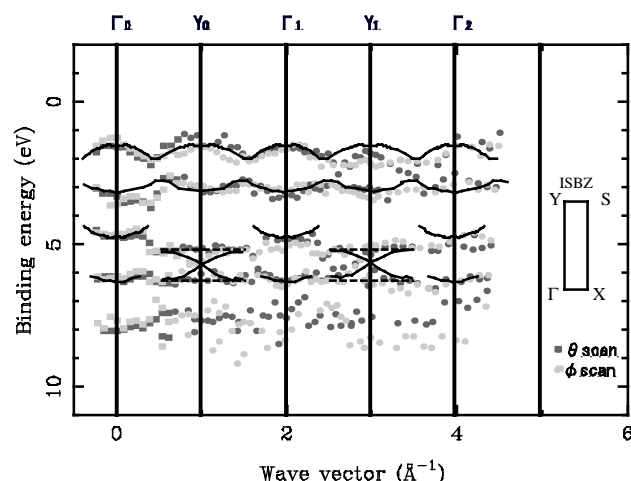 Γ₀ Y₀ Γ₁ Y₁ Γ₂
Binding energy (eV)
0
5
10
ISBZ
Y S
Γ X
θ scan
ϕ scan
0 2 4 6
Wave vector (Å⁻¹)